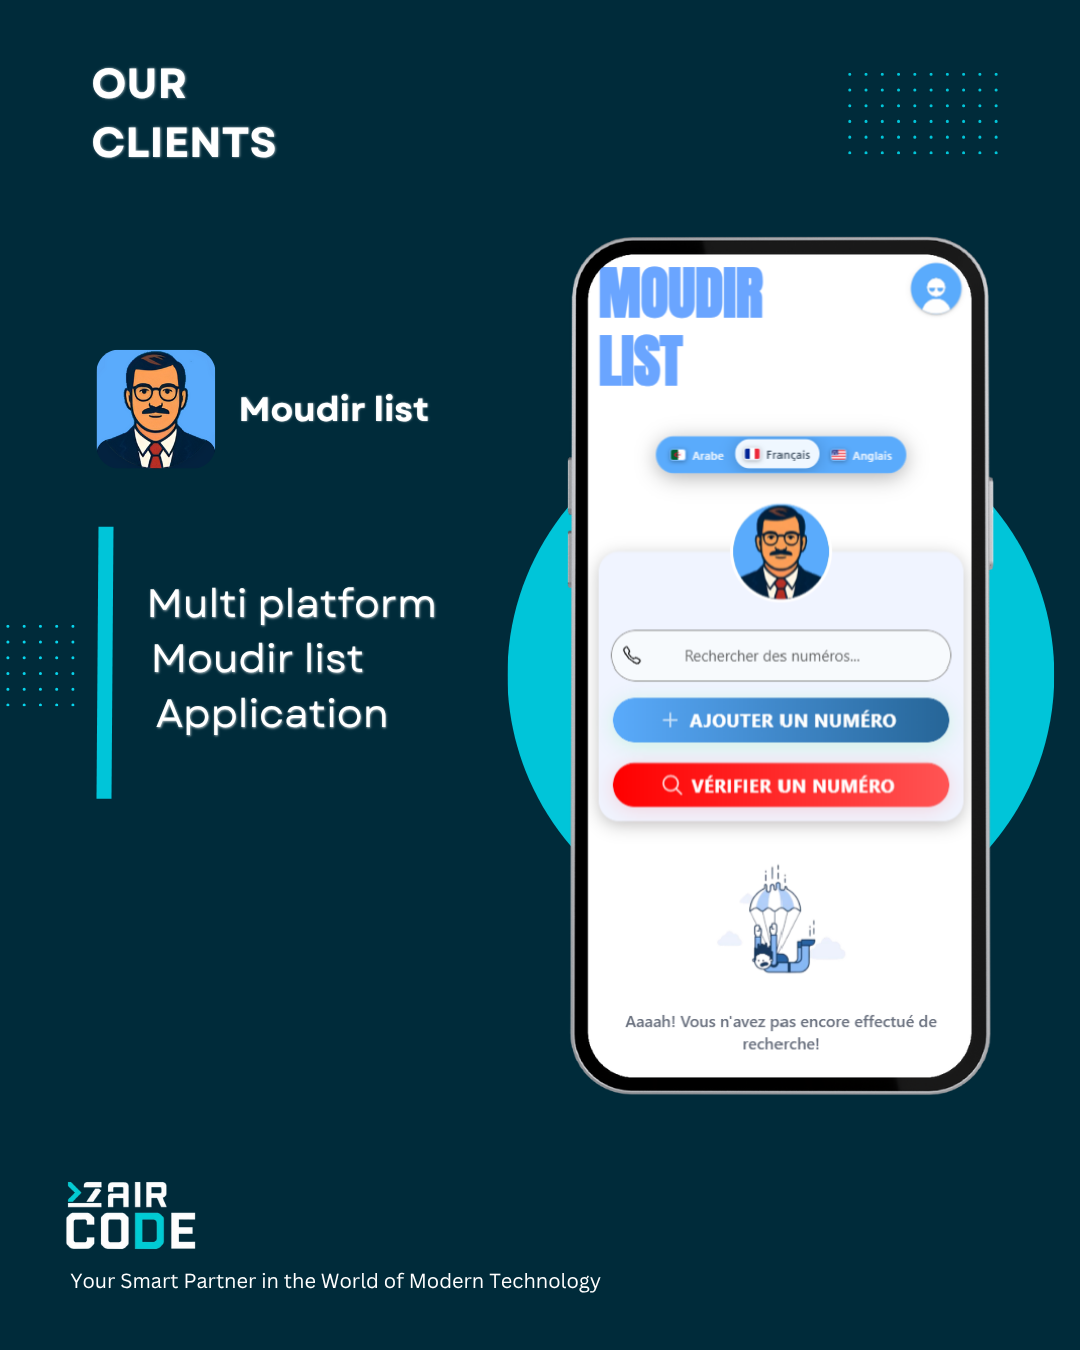 OUR
CLIENTS
Moudir list
Multi platform
Moudir list
Application
MOUDIR
LIST
Arabe Français Anglais
Rechercher des numéros...
AJOUTER UN NUMÉRO
VÉRIFIER UN NUMÉRO
Aaaah! Vous n'avez pas encore effectué de
recherche!
ZAIR
CODE
Your Smart Partner in the World of Modern Technology